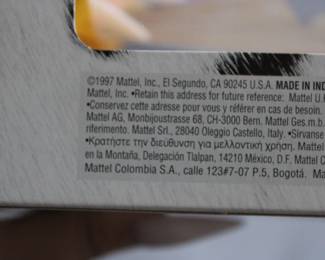 ©1997 Mattel, Inc., El Segundo, CA 90245 U.S.A. MADE IN IND
Mattel, Inc. •Retain this address for future reference: Mattel U.
•Conservez cette adresse pour vous y référer en cas de besoin.
Mattel AG, Monbijoustrasse 68, CH-3000 Bern. Mattel Ges.m.b.
riferimento. Mattel Srl., 28040 Oleggio Castello, Italy. •Sírvanse
•Κρατήστε την διεύθυνση για μελλοντική χρήση. Mattel
en la Montaña, Delegación Tlalpan, 14210 México, D.F. Mattel C
Mattel Colombia S.A., calle 123#7-07 P.5, Bogotá. Ma